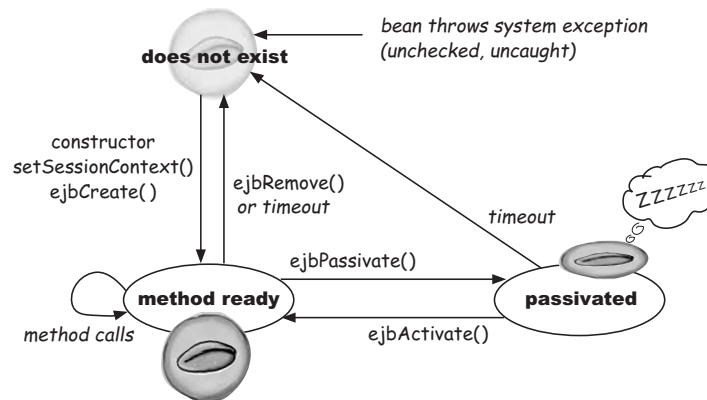 bean throws system exception
(unchecked, uncaught)
does not exist
constructor
setSessionContext()
ejbCreate()
ejbRemove()
or timeout
timeout
zzzzzz
ejbPassivate()
method ready
passivated
method calls
ejbActivate()